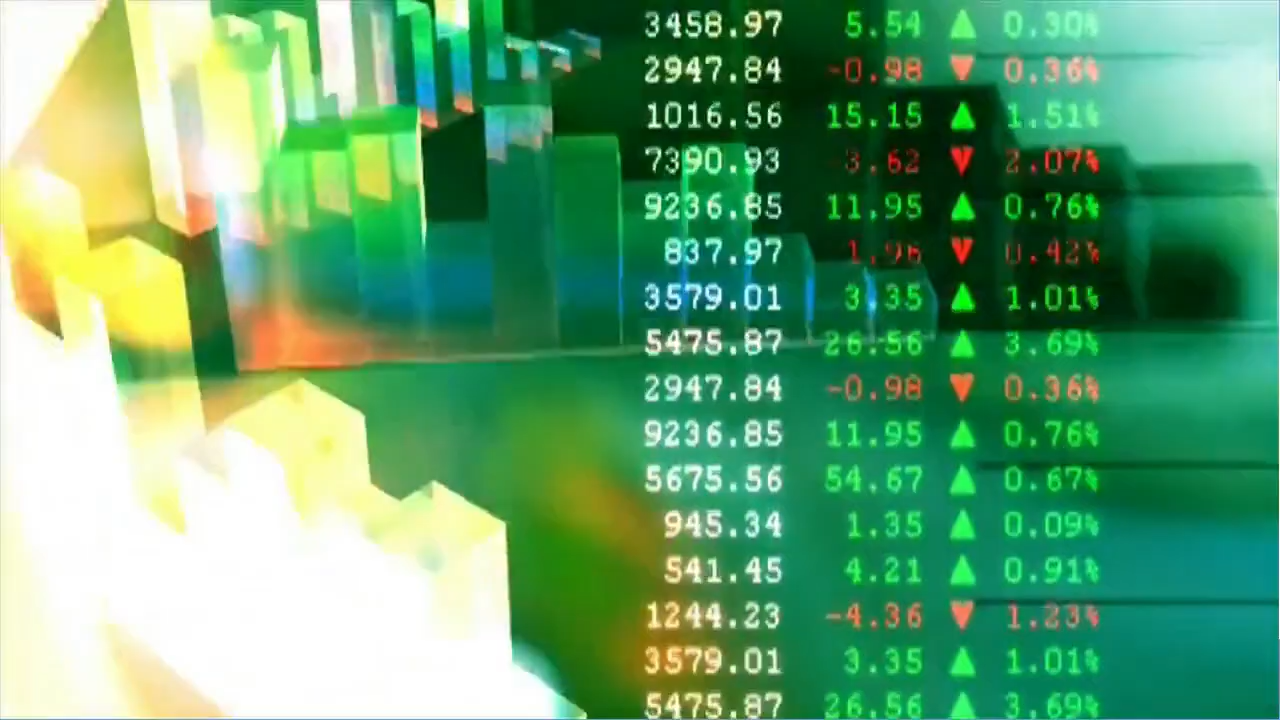 3458.97 5.54 ▲ 0.30%
2947.84 -0.98 ▼ 0.36%
1016.56 15.15 ▲ 1.51%
7390.93 -3.62 ▼ 2.07%
9236.85 11.95 ▲ 0.76%
837.97 1.96 ▼ 0.42%
3579.01 3.35 ▲ 1.01%
5475.87 26.56 ▲ 3.69%
2947.84 -0.98 ▼ 0.36%
9236.85 11.95 ▲ 0.76%
5675.56 54.67 ▲ 0.67%
945.34 1.35 ▲ 0.09%
541.45 4.21 ▲ 0.91%
1244.23 -4.36 ▼ 1.23%
3579.01 3.35 ▲ 1.01%
5475.87 26.56 ▲ 3.69%